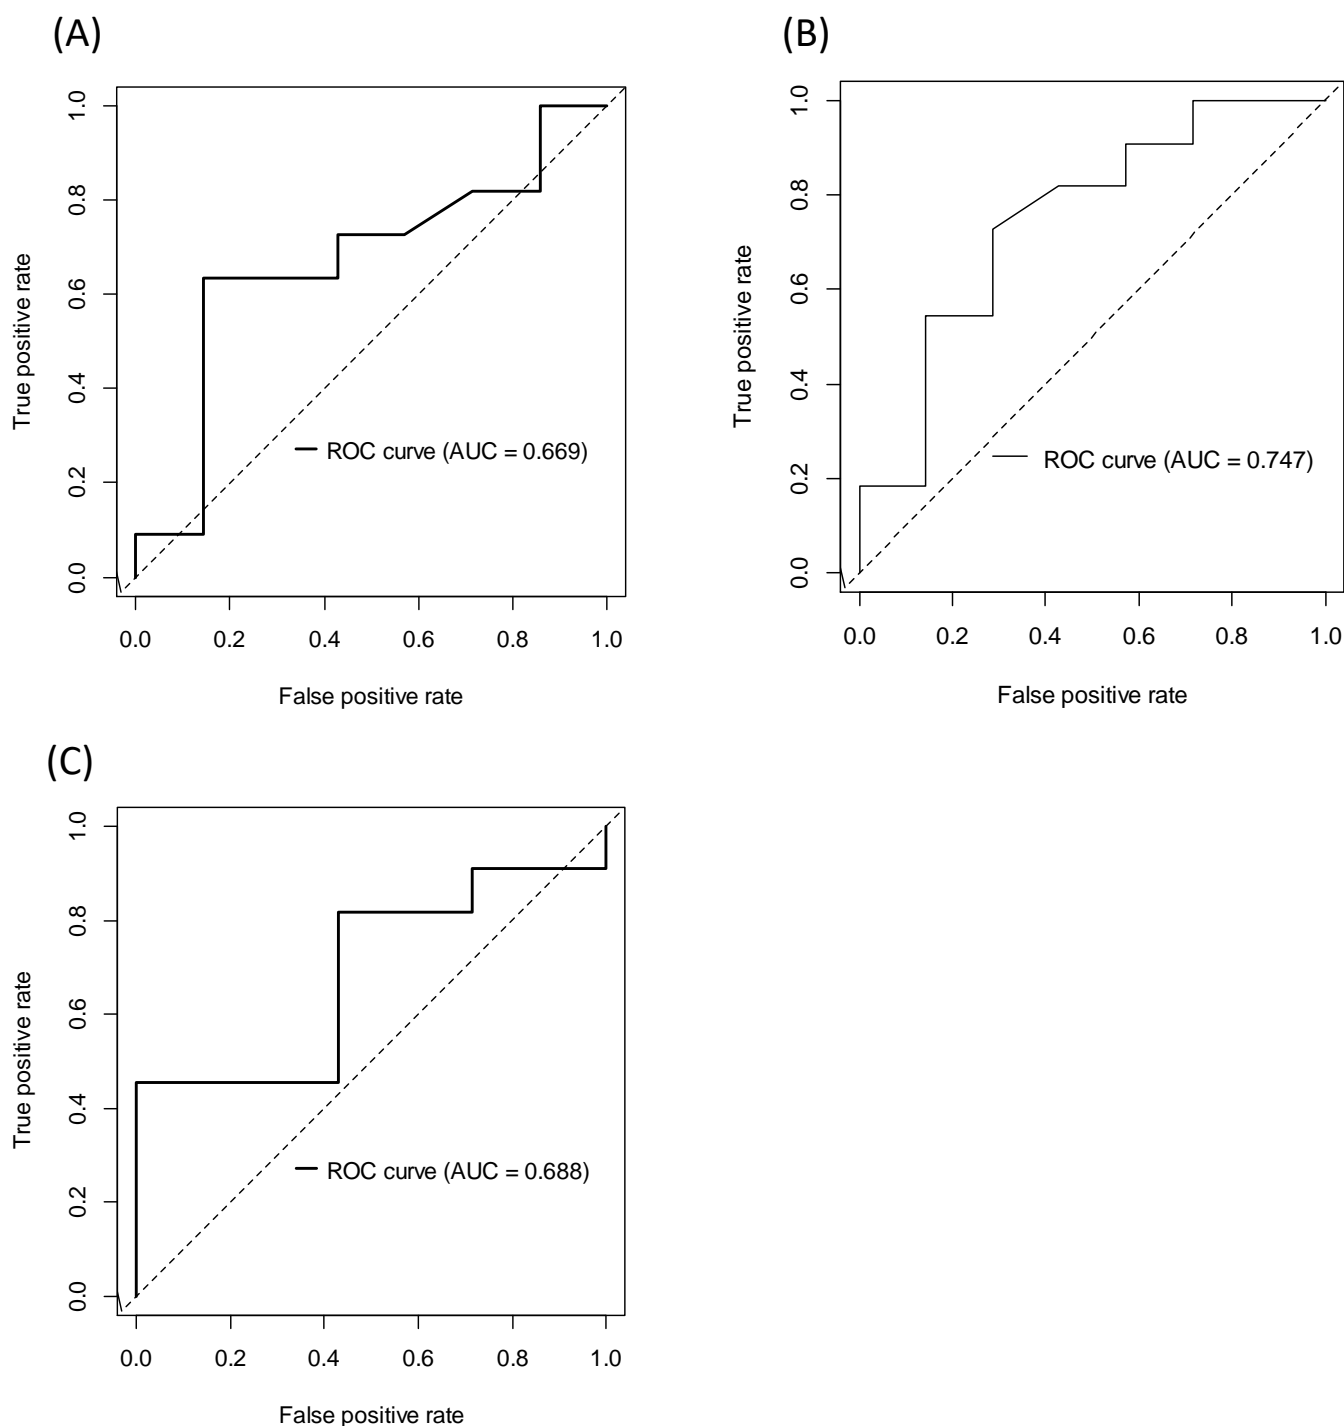 (A)
1.0
0.8
0.6
0.4
0.2
0.0
True positive rate
ROC curve (AUC = 0.669)
0.0 0.2 0.4 0.6 0.8 1.0
False positive rate
(B)
1.0
0.8
0.6
0.4
0.2
0.0
True positive rate
ROC curve (AUC = 0.747)
0.0 0.2 0.4 0.6 0.8 1.0
False positive rate
(C)
1.0
0.8
0.6
0.4
0.2
0.0
True positive rate
ROC curve (AUC = 0.688)
0.0 0.2 0.4 0.6 0.8 1.0
False positive rate